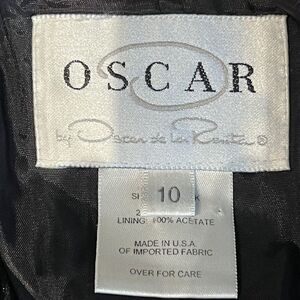 OSCAR
by Oscar de la Renta ®
10
LINING: 100% ACETATE
MADE IN U.S.A.
OF IMPORTED FABRIC
OVER FOR CARE